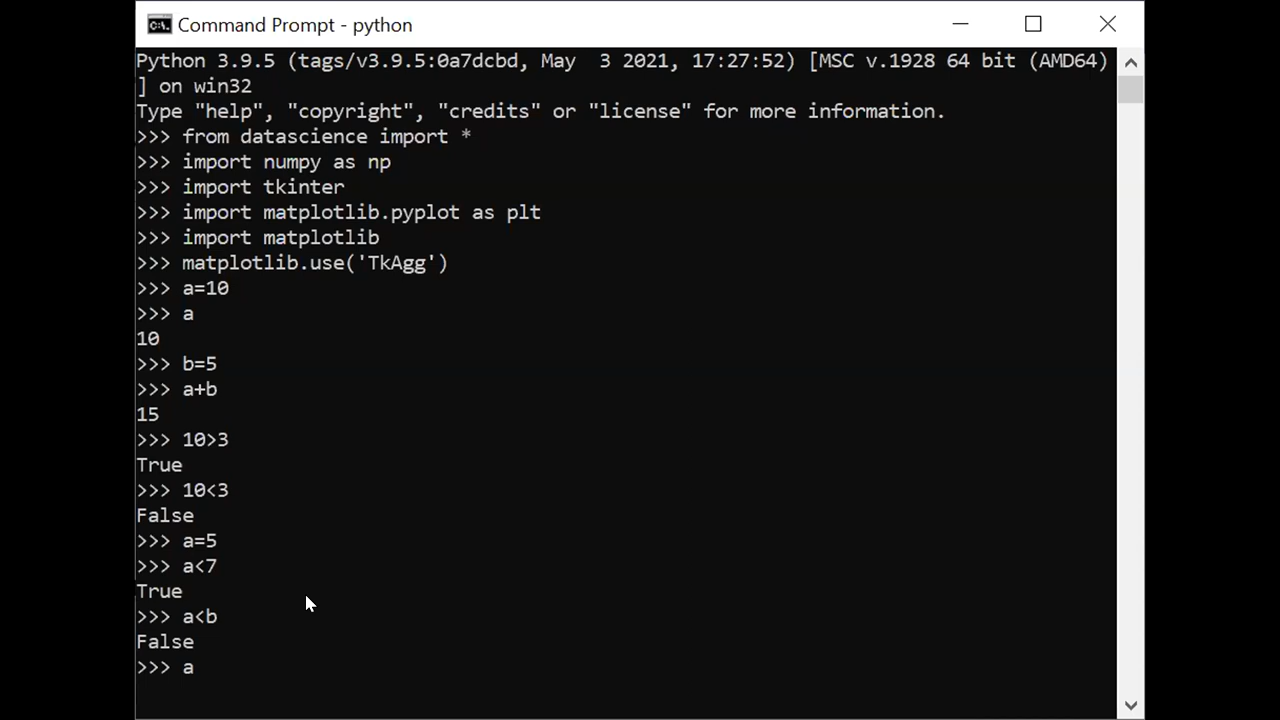 Command Prompt - python
Python 3.9.5 (tags/v3.9.5:0a7dcbd, May  3 2021, 17:27:52) [MSC v.1928 64 bit (AMD64)
] on win32
Type "help", "copyright", "credits" or "license" for more information.
>>> from datascience import *
>>> import numpy as np
>>> import tkinter
>>> import matplotlib.pyplot as plt
>>> import matplotlib
>>> matplotlib.use('TkAgg')
>>> a=10
>>> a
10
>>> b=5
>>> a+b
15
>>> 10>3
True
>>> 10<3
False
>>> a=5
>>> a<7
True
>>> a<b
False
>>> a